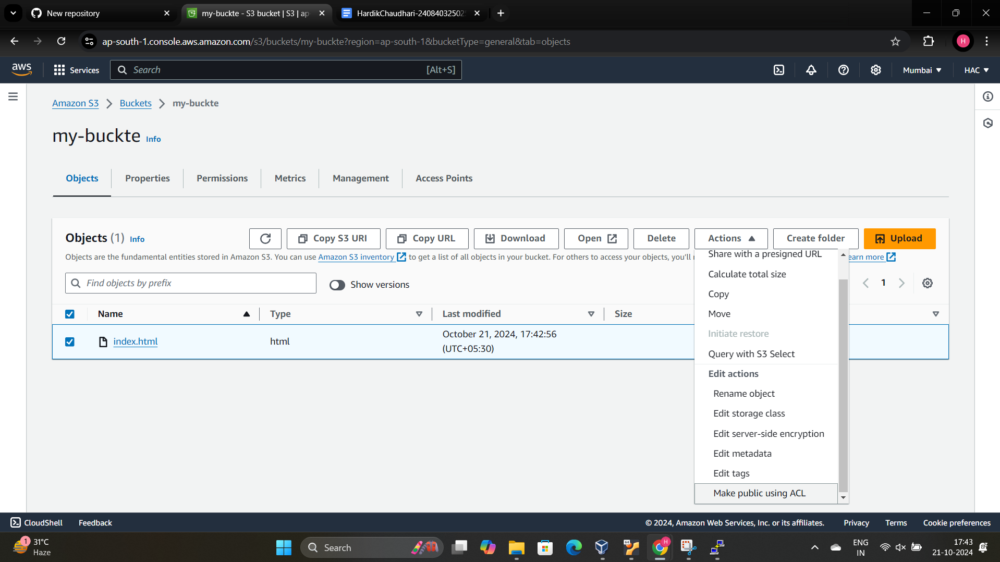 New repository
my-buckte - S3 bucket | S3 | ap
HardikChaudhari-2408403250
ap-south-1.console.aws.amazon.com/s3/buckets/my-buckte?region=ap-south-1&bucketType=general&tab=objects
H
aws
Services
Search
[Alt+S]
Mumbai
HAC
Amazon S3
Buckets
my-buckte
my-buckte
Info
Objects
Properties
Permissions
Metrics
Management
Access Points
Objects (1)
Info
Copy S3 URI
Copy URL
Download
Open
Delete
Actions
Create folder
Upload
Objects are the fundamental entities stored in Amazon S3. You can use Amazon S3 inventory to get a list of all objects in your bucket. For others to access your objects, you'll
earn more
Find objects by prefix
Show versions
1
Name
Type
Last modified
Size
index.html
html
October 21, 2024, 17:42:56
(UTC+05:30)
Share with a presigned URL
Calculate total size
Copy
Move
Initiate restore
Query with S3 Select
Edit actions
Rename object
Edit storage class
Edit server-side encryption
Edit metadata
Edit tags
Make public using ACL
CloudShell
Feedback
© 2024, Amazon Web Services, Inc. or its affiliates.
Privacy
Terms
Cookie preferences
1
31°C
Haze
Search
64
H
ENG
IN
17:43
21-10-2024